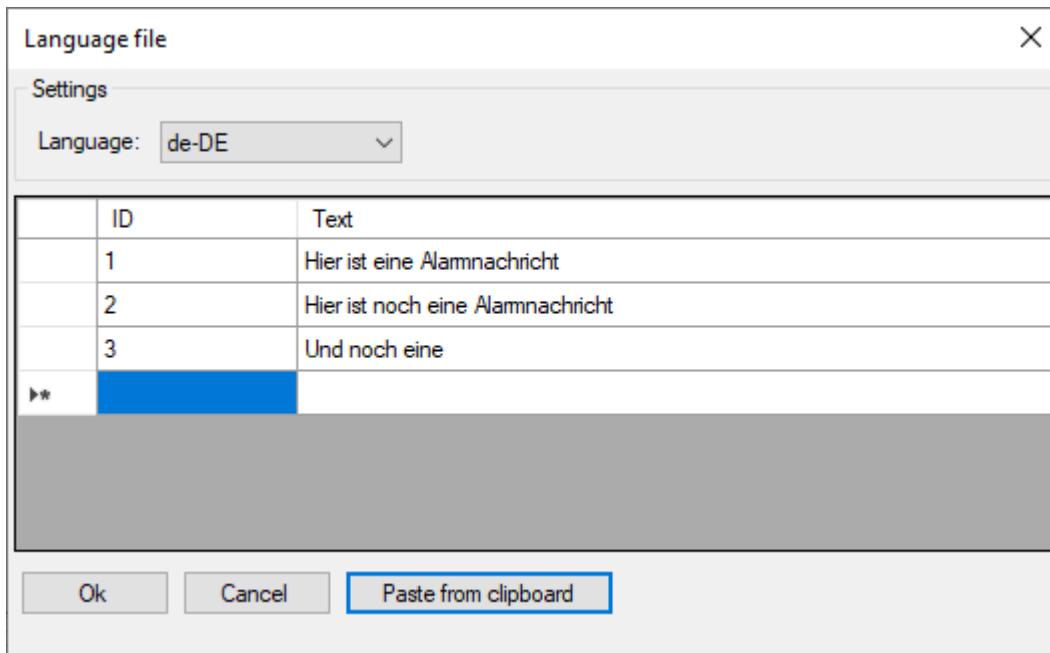 Language file
Settings
Language: de-DE
ID Text
1 Hier ist eine Alarmnachricht
2 Hier ist noch eine Alarmnachricht
3 Und noch eine
Ok Cancel Paste from clipboard